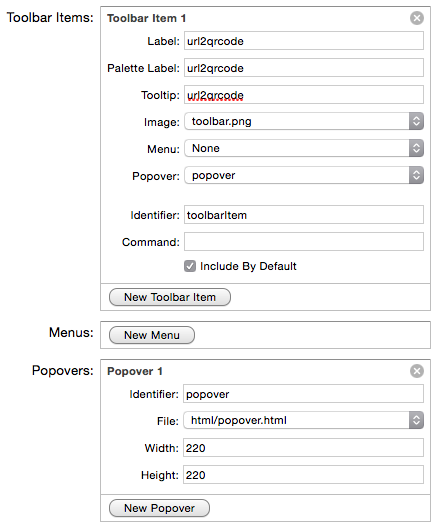 Toolbar Items:
Toolbar Item 1
Label: url2qrcode
Palette Label: url2qrcode
Tooltip: url2qrcode
Image: toolbar.png
Menu: None
Popover: popover
Identifier: toolbarItem
Command:
Include By Default
New Toolbar Item
Menus:
New Menu
Popovers:
Popover 1
Identifier: popover
File: html/popover.html
Width: 220
Height: 220
New Popover